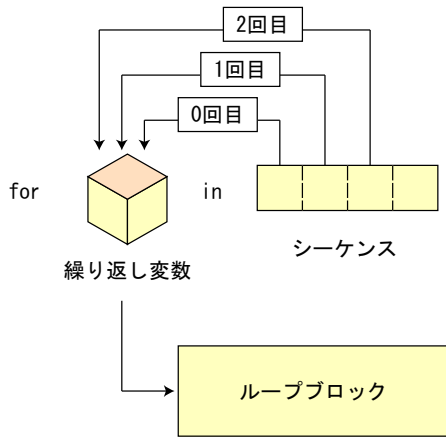 2回目
1回目
0回目
for
in
シーケンス
繰り返し変数
ループブロック